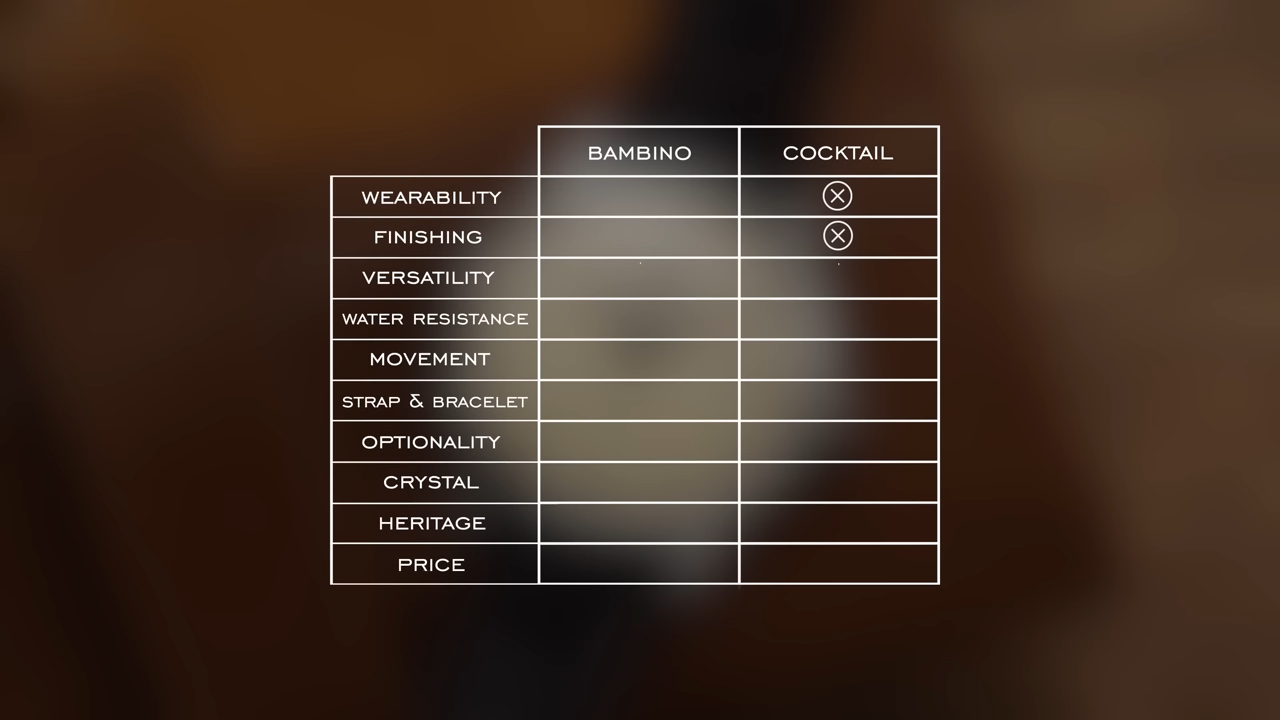 BAMBINO COCKTAIL
WEARABILITY
FINISHING
VERSATILITY
WATER RESISTANCE
MOVEMENT
STRAP & BRACELET
OPTIONALITY
CRYSTAL
HERITAGE
PRICE